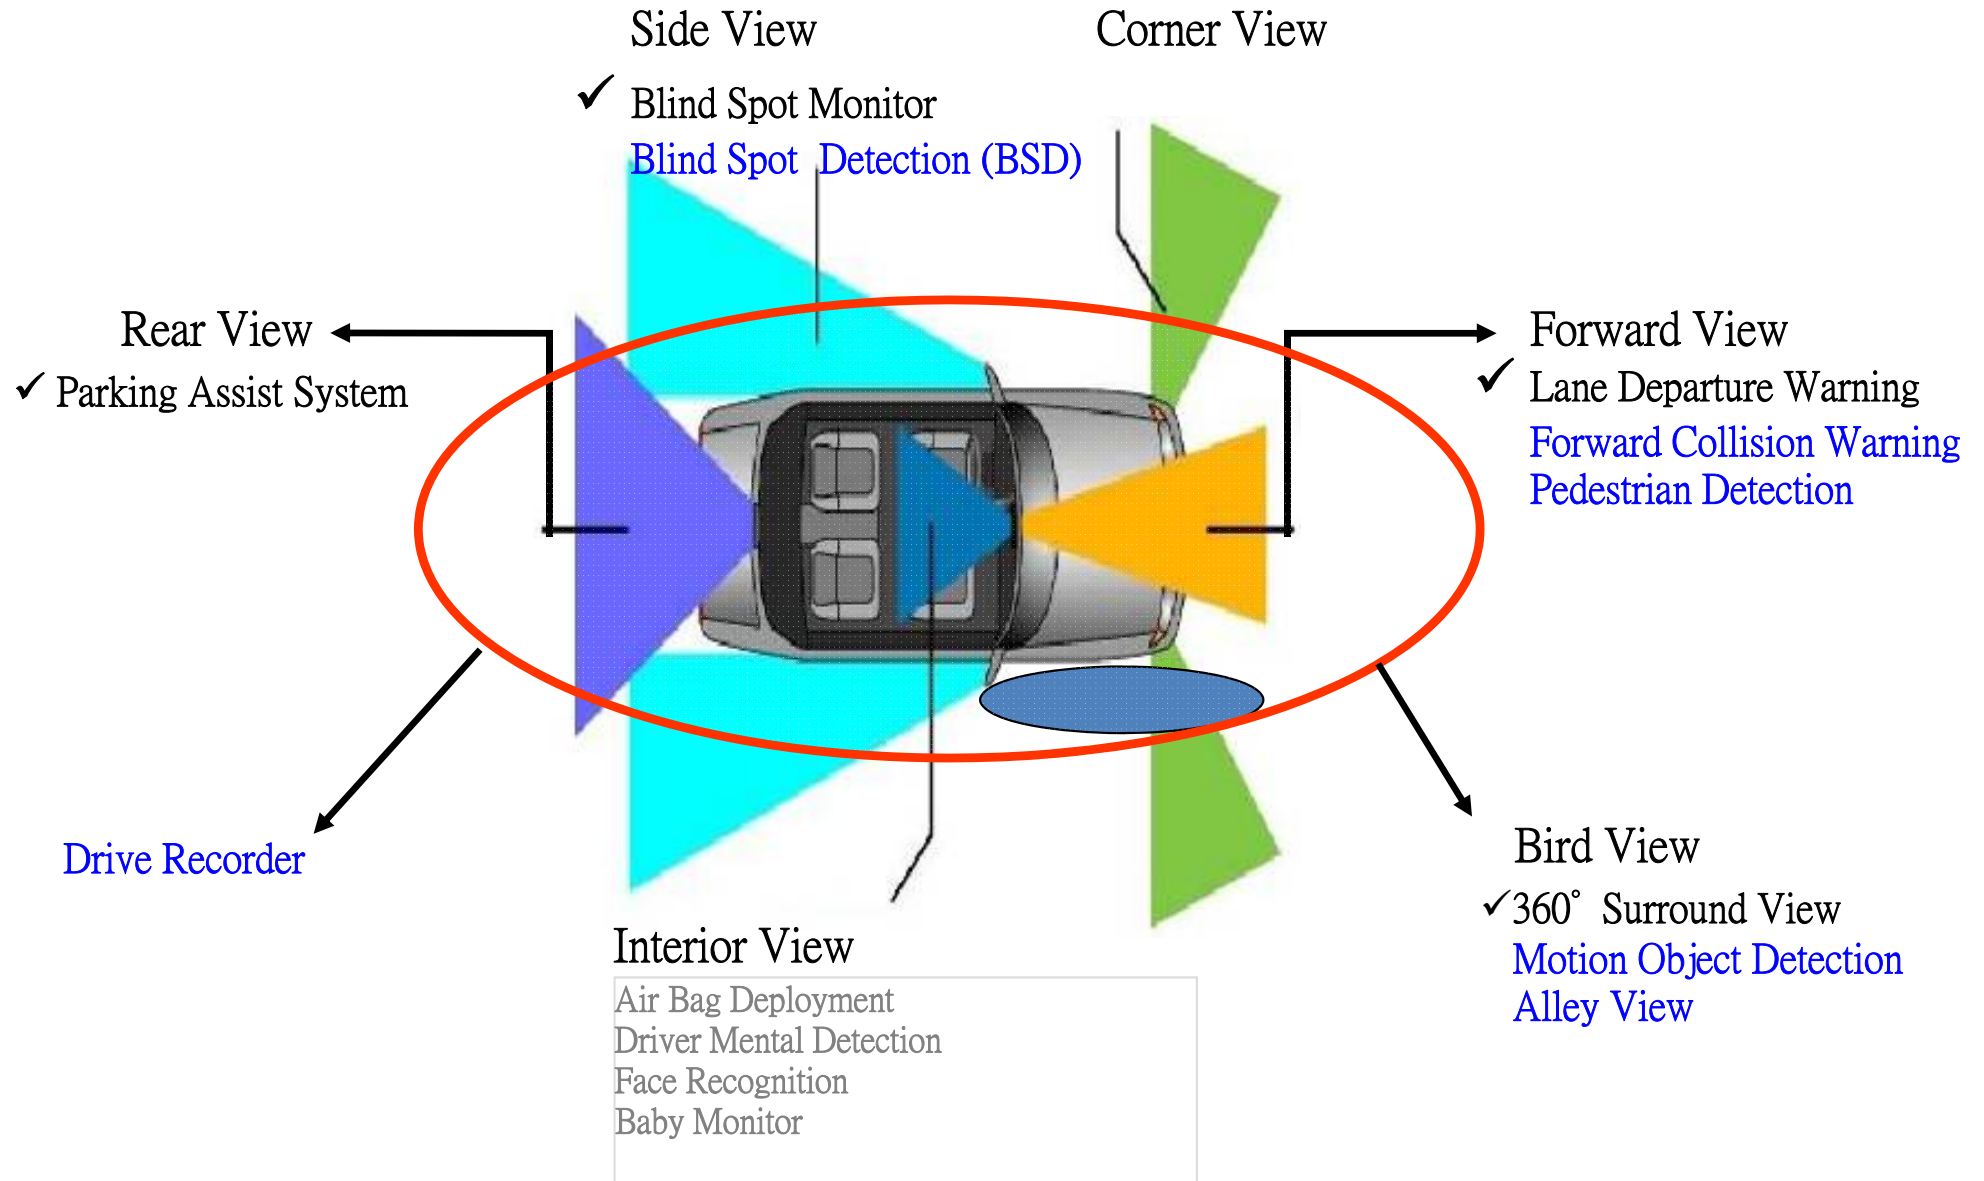 Side View
✓ Blind Spot Monitor
Blind Spot Detection (BSD)
Corner View
Rear View
✓ Parking Assist System
Forward View
✓ Lane Departure Warning
Forward Collision Warning
Pedestrian Detection
Drive Recorder
Bird View
✓ 360° Surround View
Motion Object Detection
Alley View
Interior View
Air Bag Deployment
Driver Mental Detection
Face Recognition
Baby Monitor